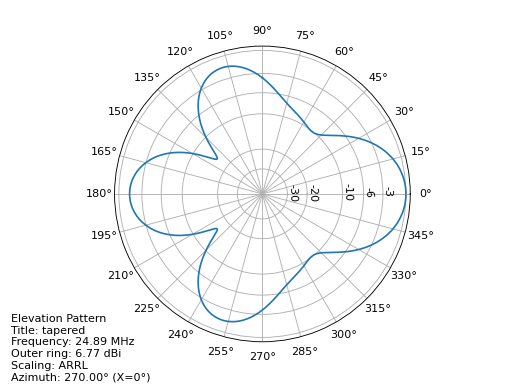 90°
105° 75°
120° 60°
135° 45°
150° 30°
165° 15°
180° -30 -20 -10 -6 -3 0°
195° 345°
210° 330°
225° 315°
240° 300°
255° 285°
270°
Elevation Pattern
Title: tapered
Frequency: 24.89 MHz
Outer ring: 6.77 dBi
Scaling: ARRL
Azimuth: 270.00° (X=0°)